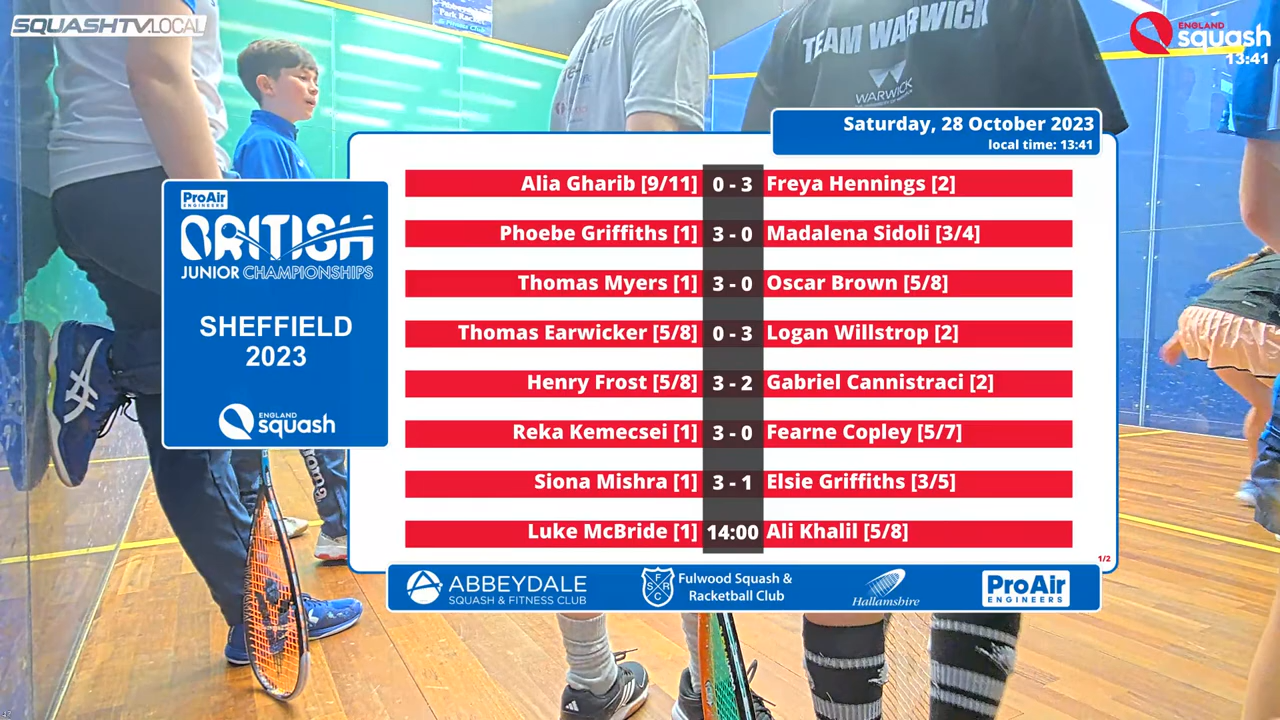 SQUASHTV.LOCAL
AbbeyDale
Park Racket
& Fitness Club
TEAM WARWICK
WARWICK
ENGLAND
squash
13:41
Saturday, 28 October 2023
local time: 13:41
ProAir
ENGINEERS
BRITISH
JUNIOR CHAMPIONSHIPS
SHEFFIELD
2023
ENGLAND
squash
Alia Gharib [9/11] 0 - 3 Freya Hennings [2]
Phoebe Griffiths [1] 3 - 0 Madalena Sidoli [3/4]
Thomas Myers [1] 3 - 0 Oscar Brown [5/8]
Thomas Earwicker [5/8] 0 - 3 Logan Willstrop [2]
Henry Frost [5/8] 3 - 2 Gabriel Cannistraci [2]
Reka Kemecsei [1] 3 - 0 Fearne Copley [5/7]
Siona Mishra [1] 3 - 1 Elsie Griffiths [3/5]
Luke McBride [1] 14:00 Ali Khalil [5/8]
1/2
ABBEYDALE
SQUASH & FITNESS CLUB
Fulwood Squash &
Racketball Club
Hallamshire
ProAir
ENGINEERS